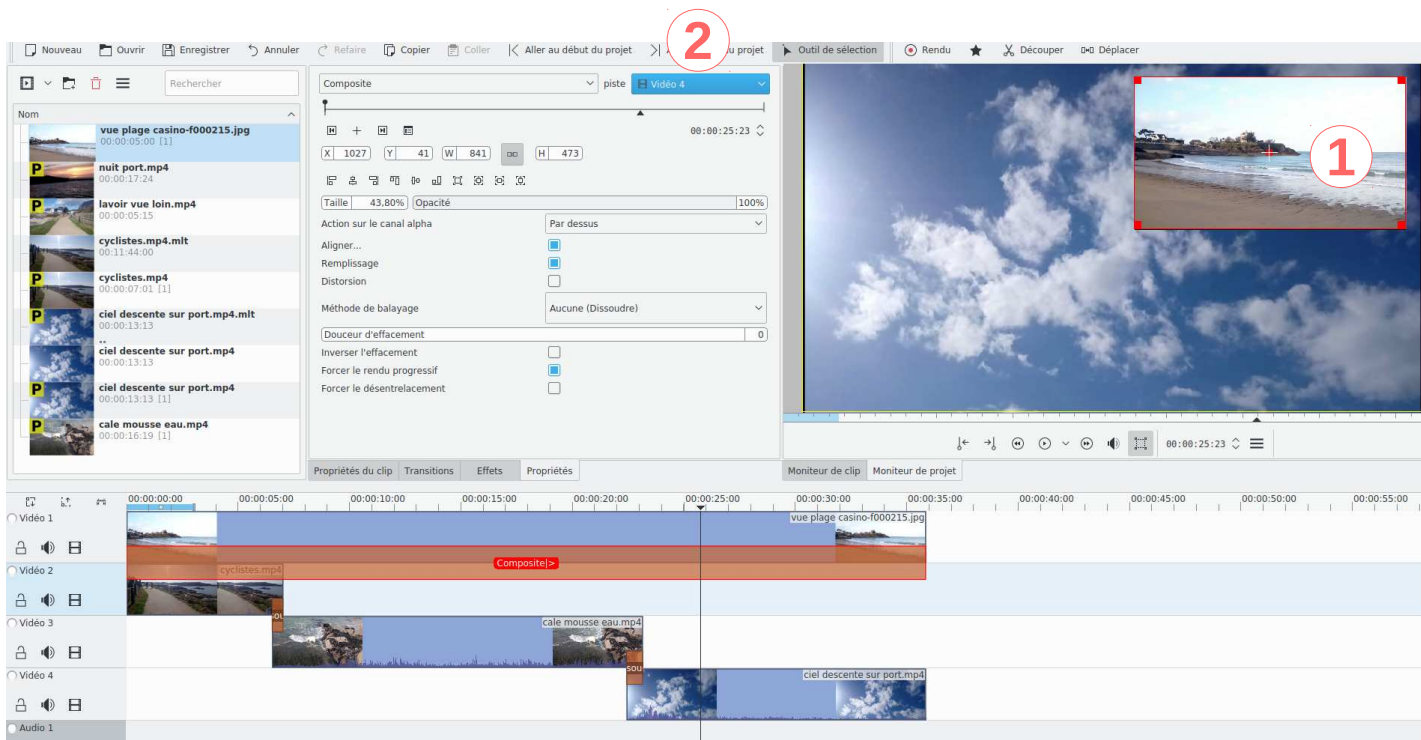 2
Nouveau Ouvrir Enregistrer Annuler Refaire Copier Coller Aller au début du projet u projet Outil de sélection Rendu Découper Déplacer
Rechercher
Nom
vue plage casino-f000215.jpg
00:00:05:00 [1]
P nuit port.mp4
00:00:17:24
P lavoir vue loin.mp4
00:00:05:15
cyclistes.mp4.mlt
00:11:44:00
P cyclistes.mp4
00:00:07:01 [1]
P ciel descente sur port.mp4.mlt
00:00:13:13
..
ciel descente sur port.mp4
00:00:13:13
P ciel descente sur port.mp4
00:00:13:13 [1]
P cale mousse eau.mp4
00:00:16:19 [1]
Composite piste Vidéo 4
00:00:25:23
X 1027 Y 41 W 841 H 473
Taille 43,80% Opacité 100%
Action sur le canal alpha Par dessus
Aligner...
Remplissage
Distorsion
Méthode de balayage Aucune (Dissoudre)
Douceur d'effacement 0
Inverser l'effacement
Forcer le rendu progressif
Forcer le désentrelacement
Propriétés du clip Transitions Effets Propriétés
1
00:00:25:23
Moniteur de clip Moniteur de projet
00:00:00:00 00:00:05:00 00:00:10:00 00:00:15:00 00:00:20:00 00:00:25:00 00:00:30:00 00:00:35:00 00:00:40:00 00:00:45:00 00:00:50:00 00:00:55:00
Vidéo 1 vue plage casino-f000215.jpg
Composite|>
Vidéo 2 cyclistes.mp4
sou
Vidéo 3 cale mousse eau.mp4
sou
Vidéo 4 ciel descente sur port.mp4
Audio 1